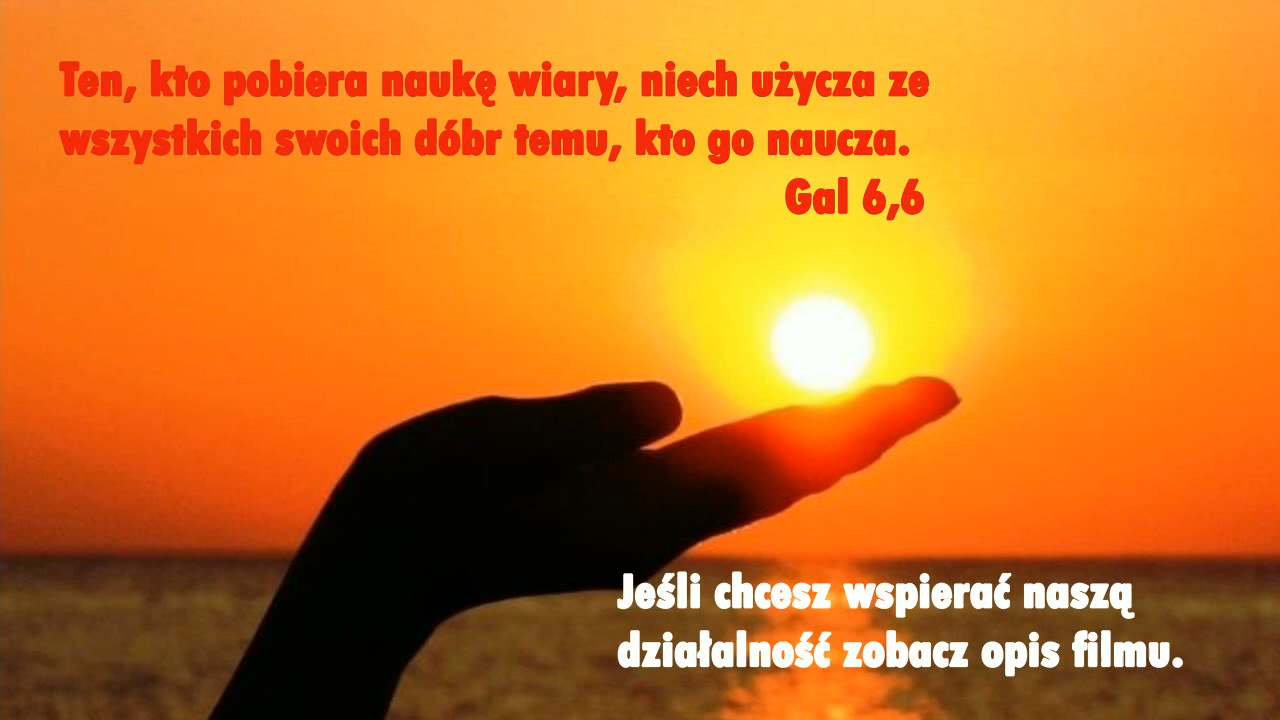 Ten, kto pobiera naukę wiary, niech użycza ze
wszystkich swoich dóbr temu, kto go naucza.
Gal 6,6
Jeśli chcesz wspierać naszą
działalność zobacz opis filmu.